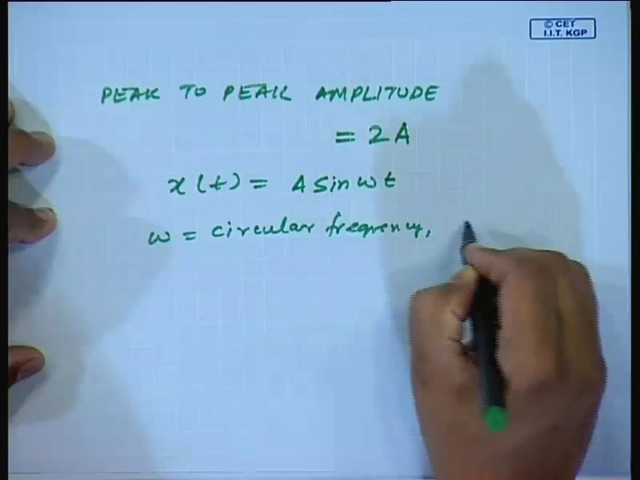 © CET
I.I.T. KGP
PEAK TO PEAK AMPLITUDE
= 2A
x(t) = A sin ωt
ω = circular frequency,